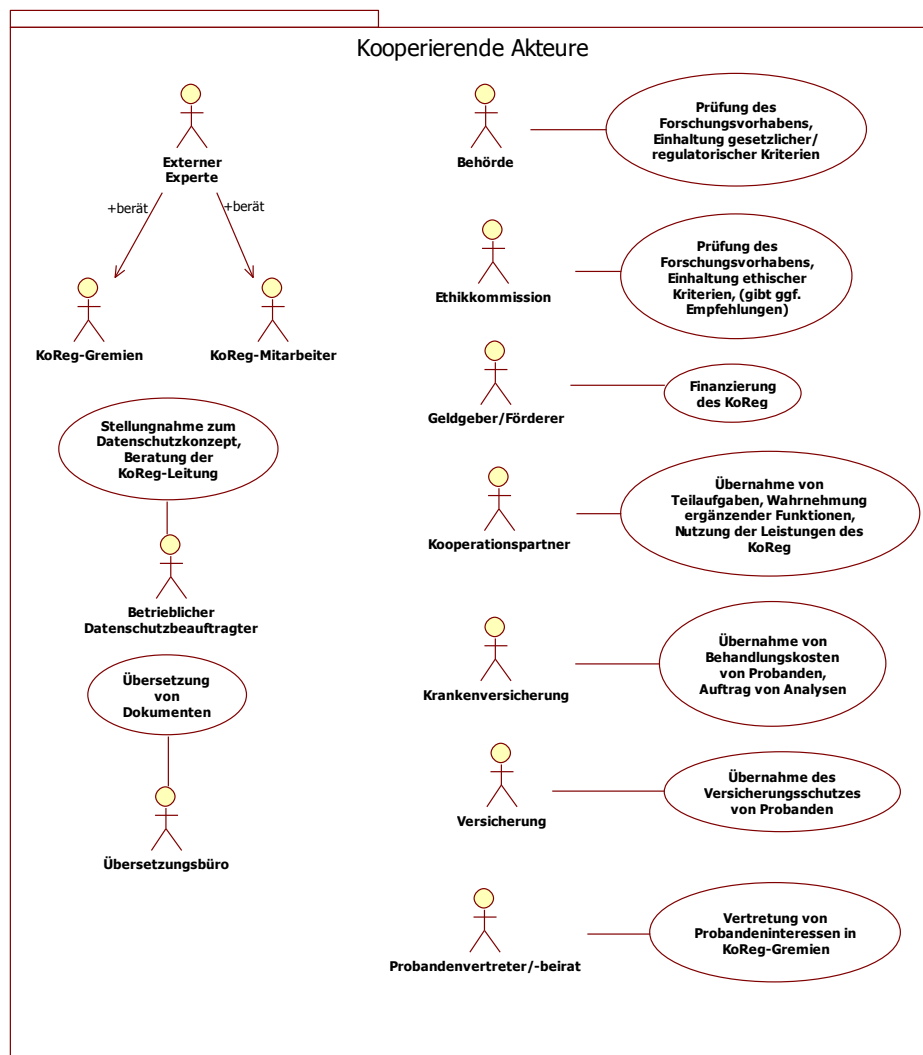 Kooperierende Akteure
Externer
Experte
+berät
+berät
KoReg-Gremien
KoReg-Mitarbeiter
Stellungnahme zum
Datenschutzkonzept,
Beratung der
KoReg-Leitung
Betrieblicher
Datenschutzbeauftragter
Übersetzung
von
Dokumenten
Übersetzungsbüro
Behörde
Prüfung des
Forschungsvorhabens,
Einhaltung gesetzlicher/
regulatorischer Kriterien
Ethikkommission
Prüfung des
Forschungsvorhabens,
Einhaltung ethischer
Kriterien, (gibt ggf.
Empfehlungen)
Geldgeber/Förderer
Finanzierung
des KoReg
Kooperationspartner
Übernahme von
Teilaufgaben, Wahrnehmung
ergänzender Funktionen,
Nutzung der Leistungen des
KoReg
Krankenversicherung
Übernahme von
Behandlungskosten
von Probanden,
Auftrag von Analysen
Versicherung
Übernahme des
Versicherungsschutzes
von Probanden
Probandenvertreter/-beirat
Vertretung von
Probandeninteressen in
KoReg-Gremien